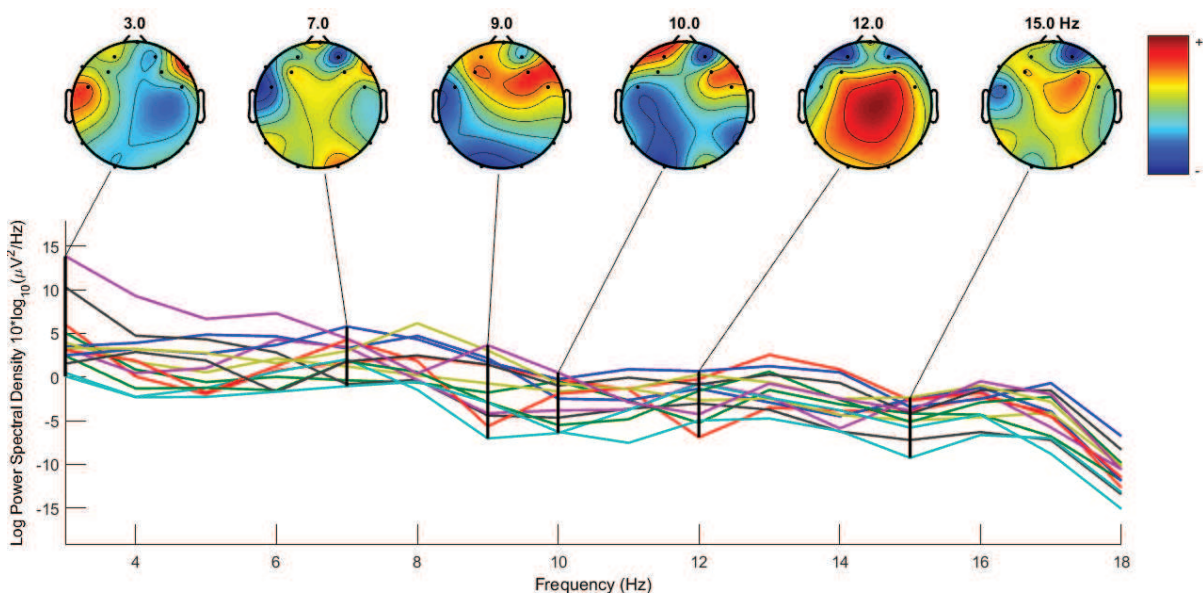 3.0 7.0 9.0 10.0 12.0 15.0 Hz
+
-
Log Power Spectral Density 10*log₁₀(μV²/Hz)
15
10
5
0
-5
-10
-15
4 6 8 10 12 14 16 18
Frequency (Hz)